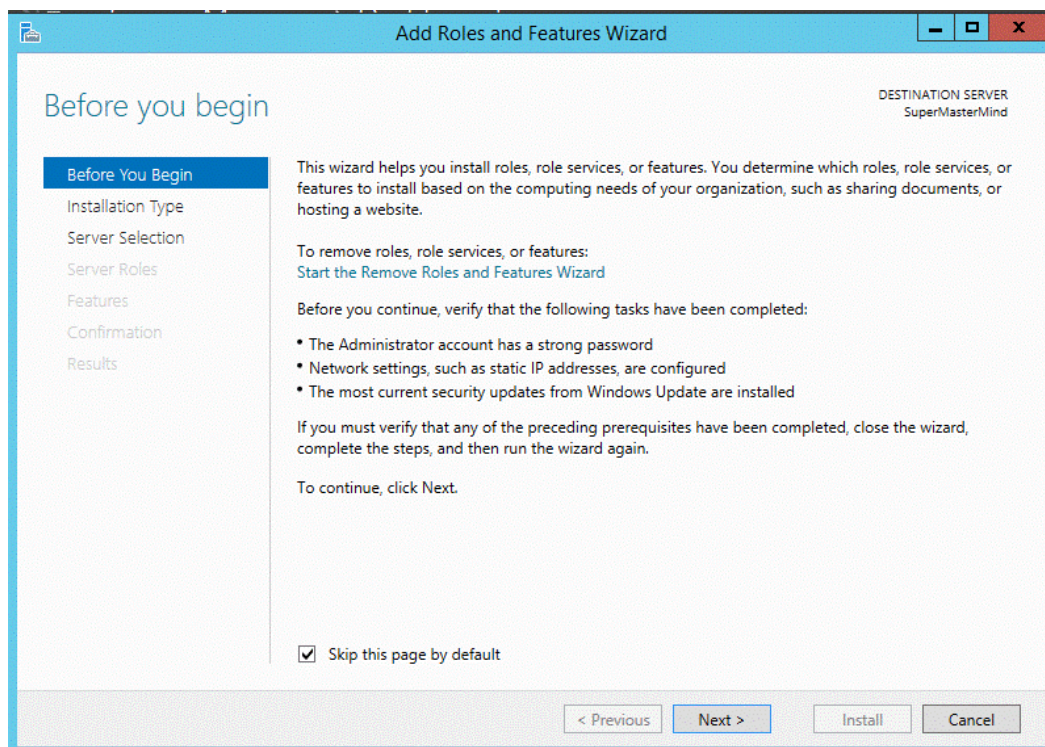 Add Roles and Features Wizard
Before you begin
DESTINATION SERVER
SuperMasterMind
Before You Begin
Installation Type
Server Selection
Server Roles
Features
Confirmation
Results
This wizard helps you install roles, role services, or features. You determine which roles, role services, or
features to install based on the computing needs of your organization, such as sharing documents, or
hosting a website.
To remove roles, role services, or features:
Start the Remove Roles and Features Wizard
Before you continue, verify that the following tasks have been completed:
• The Administrator account has a strong password
• Network settings, such as static IP addresses, are configured
• The most current security updates from Windows Update are installed
If you must verify that any of the preceding prerequisites have been completed, close the wizard,
complete the steps, and then run the wizard again.
To continue, click Next.
Skip this page by default
< Previous
Next >
Install
Cancel